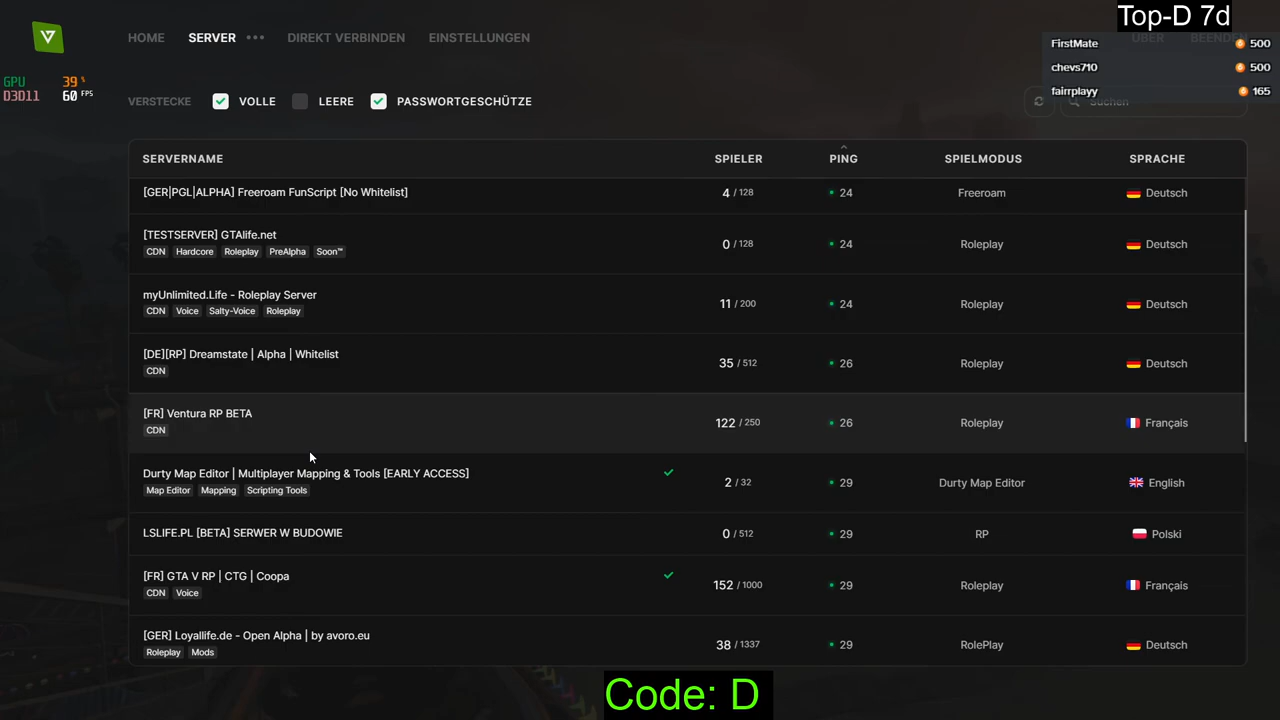 Top-D 7d
HOME SERVER DIREKT VERBINDEN EINSTELLUNGEN ÜBER BEENDEN
FirstMate 500
chevs710 500
fairrplayy 165
GPU 39 %
D3D11 60 FPS
VERSTECKE VOLLE LEERE PASSWORTGESCHÜTZE Suchen
SERVERNAME SPIELER PING SPIELMODUS SPRACHE
[GER|PGL|ALPHA] Freeroam FunScript [No Whitelist] 4 / 128 24 Freeroam Deutsch
[TESTSERVER] GTAlife.net 0 / 128 24 Roleplay Deutsch
CDN Hardcore Roleplay PreAlpha Soon™
myUnlimited.Life - Roleplay Server 11 / 200 24 Roleplay Deutsch
CDN Voice Salty-Voice Roleplay
[DE][RP] Dreamstate | Alpha | Whitelist 35 / 512 26 Roleplay Deutsch
CDN
[FR] Ventura RP BETA 122 / 250 26 Roleplay Français
CDN
Durty Map Editor | Multiplayer Mapping & Tools [EARLY ACCESS] 2 / 32 29 Durty Map Editor English
Map Editor Mapping Scripting Tools
LSLIFE.PL [BETA] SERWER W BUDOWIE 0 / 512 29 RP Polski
[FR] GTA V RP | CTG | Coopa 152 / 1000 29 Roleplay Français
CDN Voice
[GER] Loyallife.de - Open Alpha | by avoro.eu 38 / 1337 29 RolePlay Deutsch
Roleplay Mods
Code: D